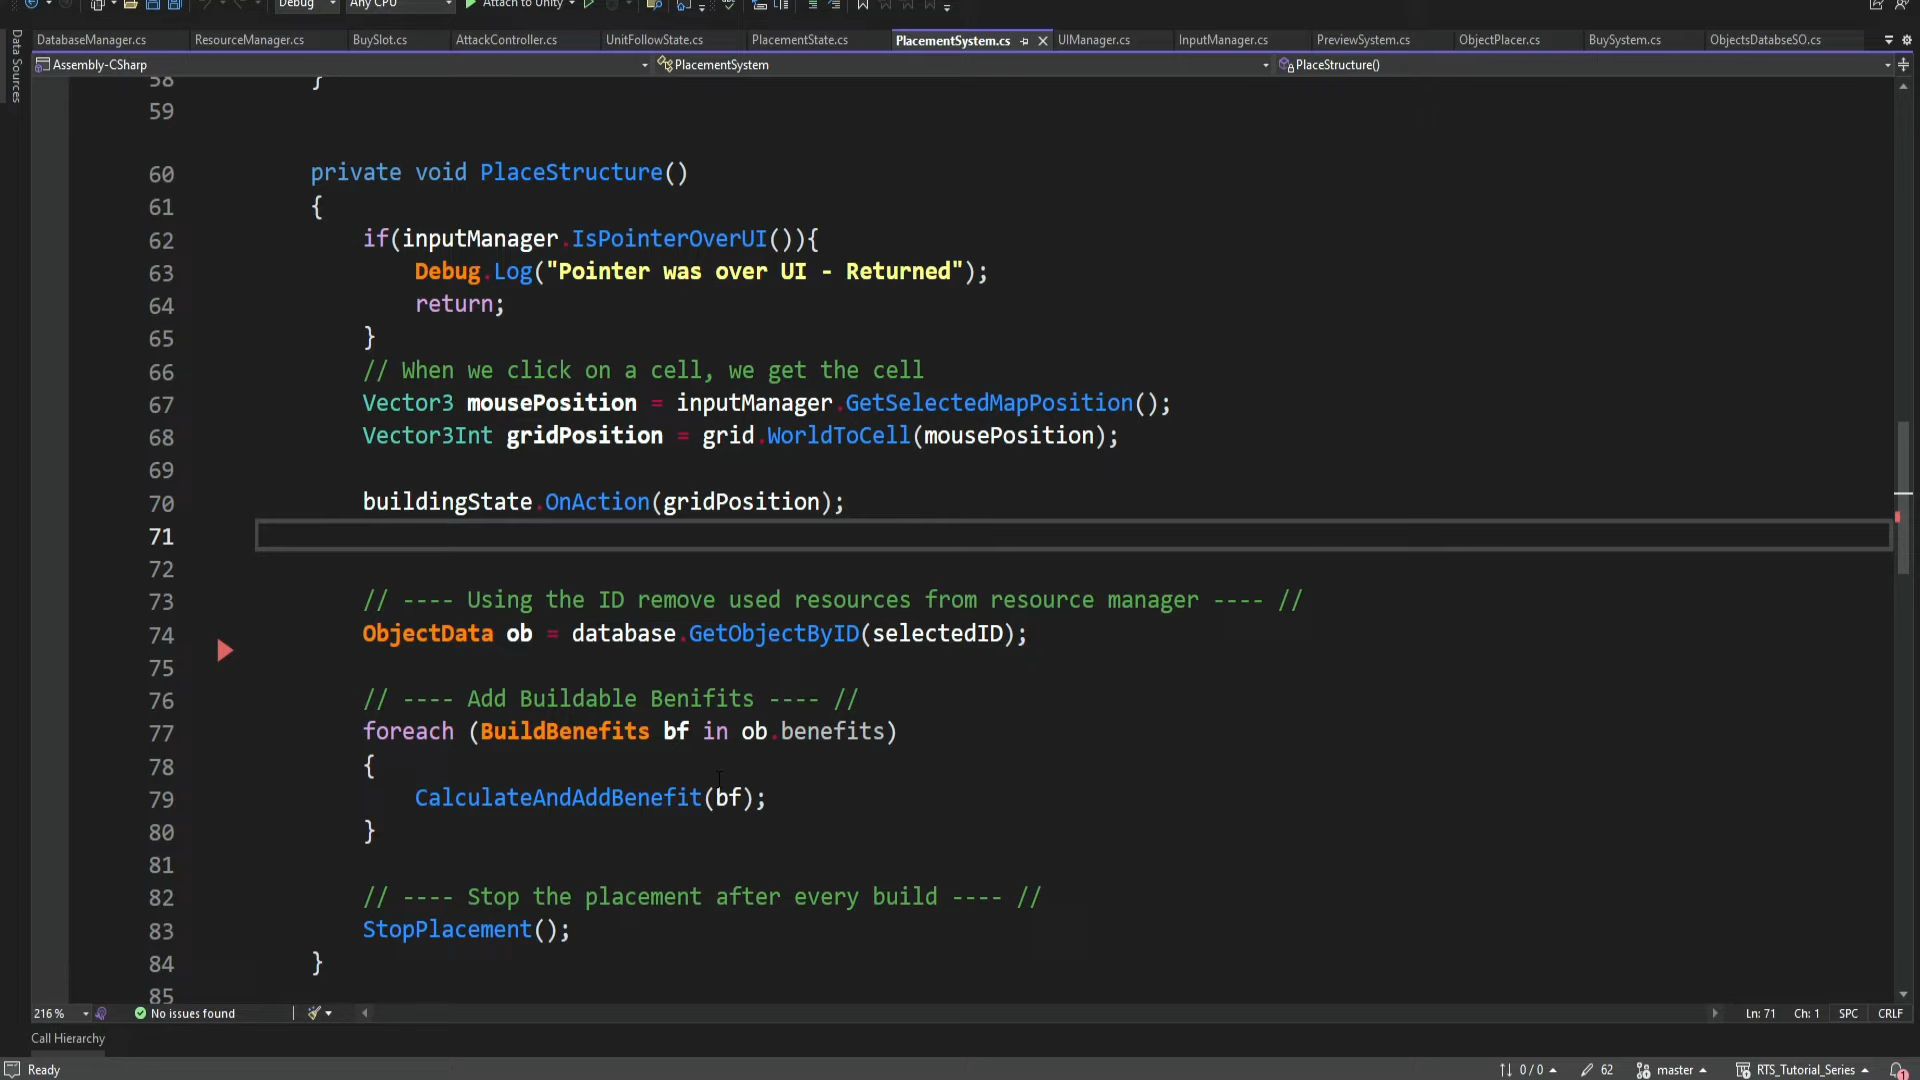 Debug
Any CPU
Attach to Unity
DatabaseManager.cs ResourceManager.cs BuySlot.cs AttackController.cs UnitFollowState.cs PlacementState.cs PlacementSystem.cs UIManager.cs InputManager.cs PreviewSystem.cs ObjectPlacer.cs BuySystem.cs ObjectsDatabseSO.cs
Data Sources
Assembly-CSharp PlacementSystem PlaceStructure()
58 }
59
60 private void PlaceStructure()
61 {
62 if(inputManager.IsPointerOverUI()){
63 Debug.Log("Pointer was over UI - Returned");
64 return;
65 }
66 // When we click on a cell, we get the cell
67 Vector3 mousePosition = inputManager.GetSelectedMapPosition();
68 Vector3Int gridPosition = grid.WorldToCell(mousePosition);
69
70 buildingState.OnAction(gridPosition);
71
72
73 // ---- Using the ID remove used resources from resource manager ---- //
74 ObjectData ob = database.GetObjectByID(selectedID);
75
76 // ---- Add Buildable Benifits ---- //
77 foreach (BuildBenefits bf in ob.benefits)
78 {
79 CalculateAndAddBenefit(bf);
80 }
81
82 // ---- Stop the placement after every build ---- //
83 StopPlacement();
84 }
85
216 % No issues found Ln: 71 Ch: 1 SPC CRLF
Call Hierarchy
Ready 0 / 0 62 master RTS_Tutorial_Series 1